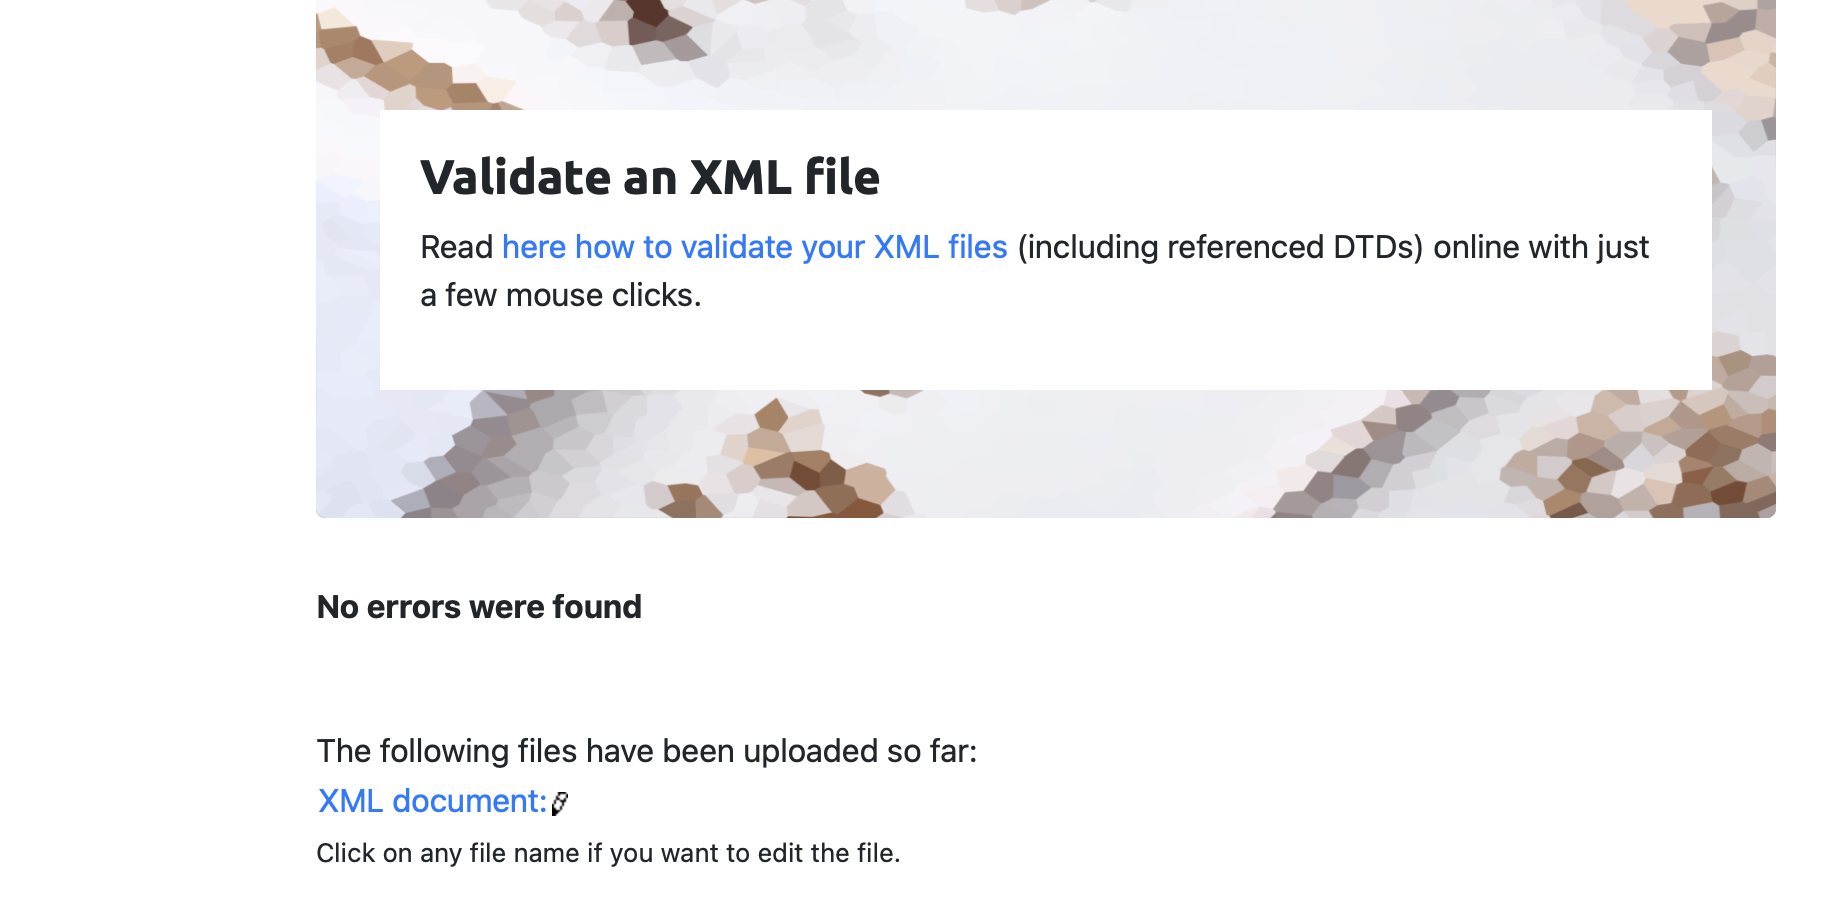 Validate an XML file
Read here how to validate your XML files (including referenced DTDs) online with just
a few mouse clicks.
No errors were found
The following files have been uploaded so far:
XML document:
Click on any file name if you want to edit the file.